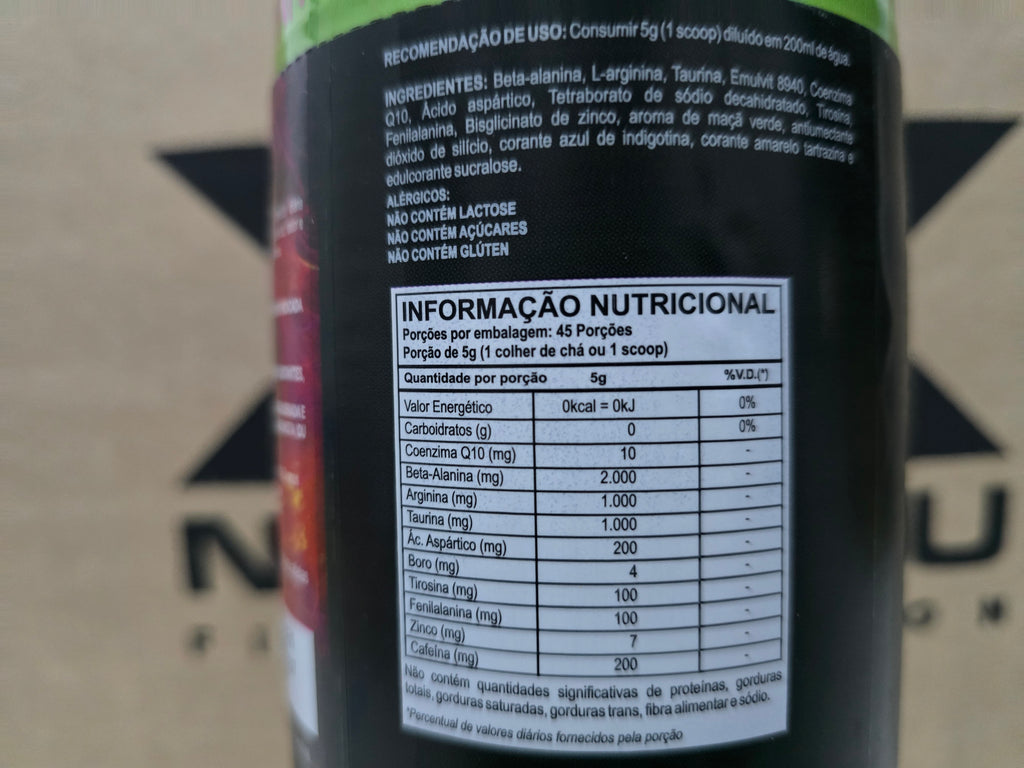 RECOMENDAÇÃO DE USO: Consumir 5g (1 scoop) diluído em 200ml de água.
INGREDIENTES: Beta-alanina, L-arginina, Taurina, Emulvit 8940, Coenzima
Q10, Ácido aspártico, Tetraborato de sódio decahidratado, Tirosina,
Fenilalanina, Bisglicinato de zinco, aroma de maçã verde, antiumectante
dióxido de silício, corante azul de indigotina, corante amarelo tartrazina e
edulcorante sucralose.
ALÉRGICOS:
NÃO CONTÉM LACTOSE
NÃO CONTÉM AÇÚCARES
NÃO CONTÉM GLÚTEN
INFORMAÇÃO NUTRICIONAL
Porções por embalagem: 45 Porções
Porção de 5g (1 colher de chá ou 1 scoop)
Quantidade por porção 5g %V.D.(*)
Valor Energético 0kcal = 0kJ 0%
Carboidratos (g) 0 0%
Coenzima Q10 (mg) 10 -
Beta-Alanina (mg) 2.000 -
Arginina (mg) 1.000 -
Taurina (mg) 1.000 -
Ác. Aspártico (mg) 200 -
Boro (mg) 4 -
Tirosina (mg) 100 -
Fenilalanina (mg) 100 -
Zinco (mg) 7 -
Cafeína (mg) 200 -
Não contém quantidades significativas de proteínas, gorduras
totais, gorduras saturadas, gorduras trans, fibra alimentar e sódio.
*Percentual de valores diários fornecidos pela porção